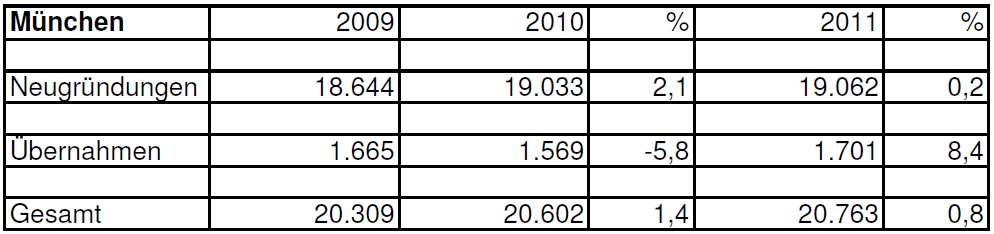 München 2009 2010 % 2011 %
Neugründungen 18.644 19.033 2,1 19.062 0,2
Übernahmen 1.665 1.569 -5,8 1.701 8,4
Gesamt 20.309 20.602 1,4 20.763 0,8